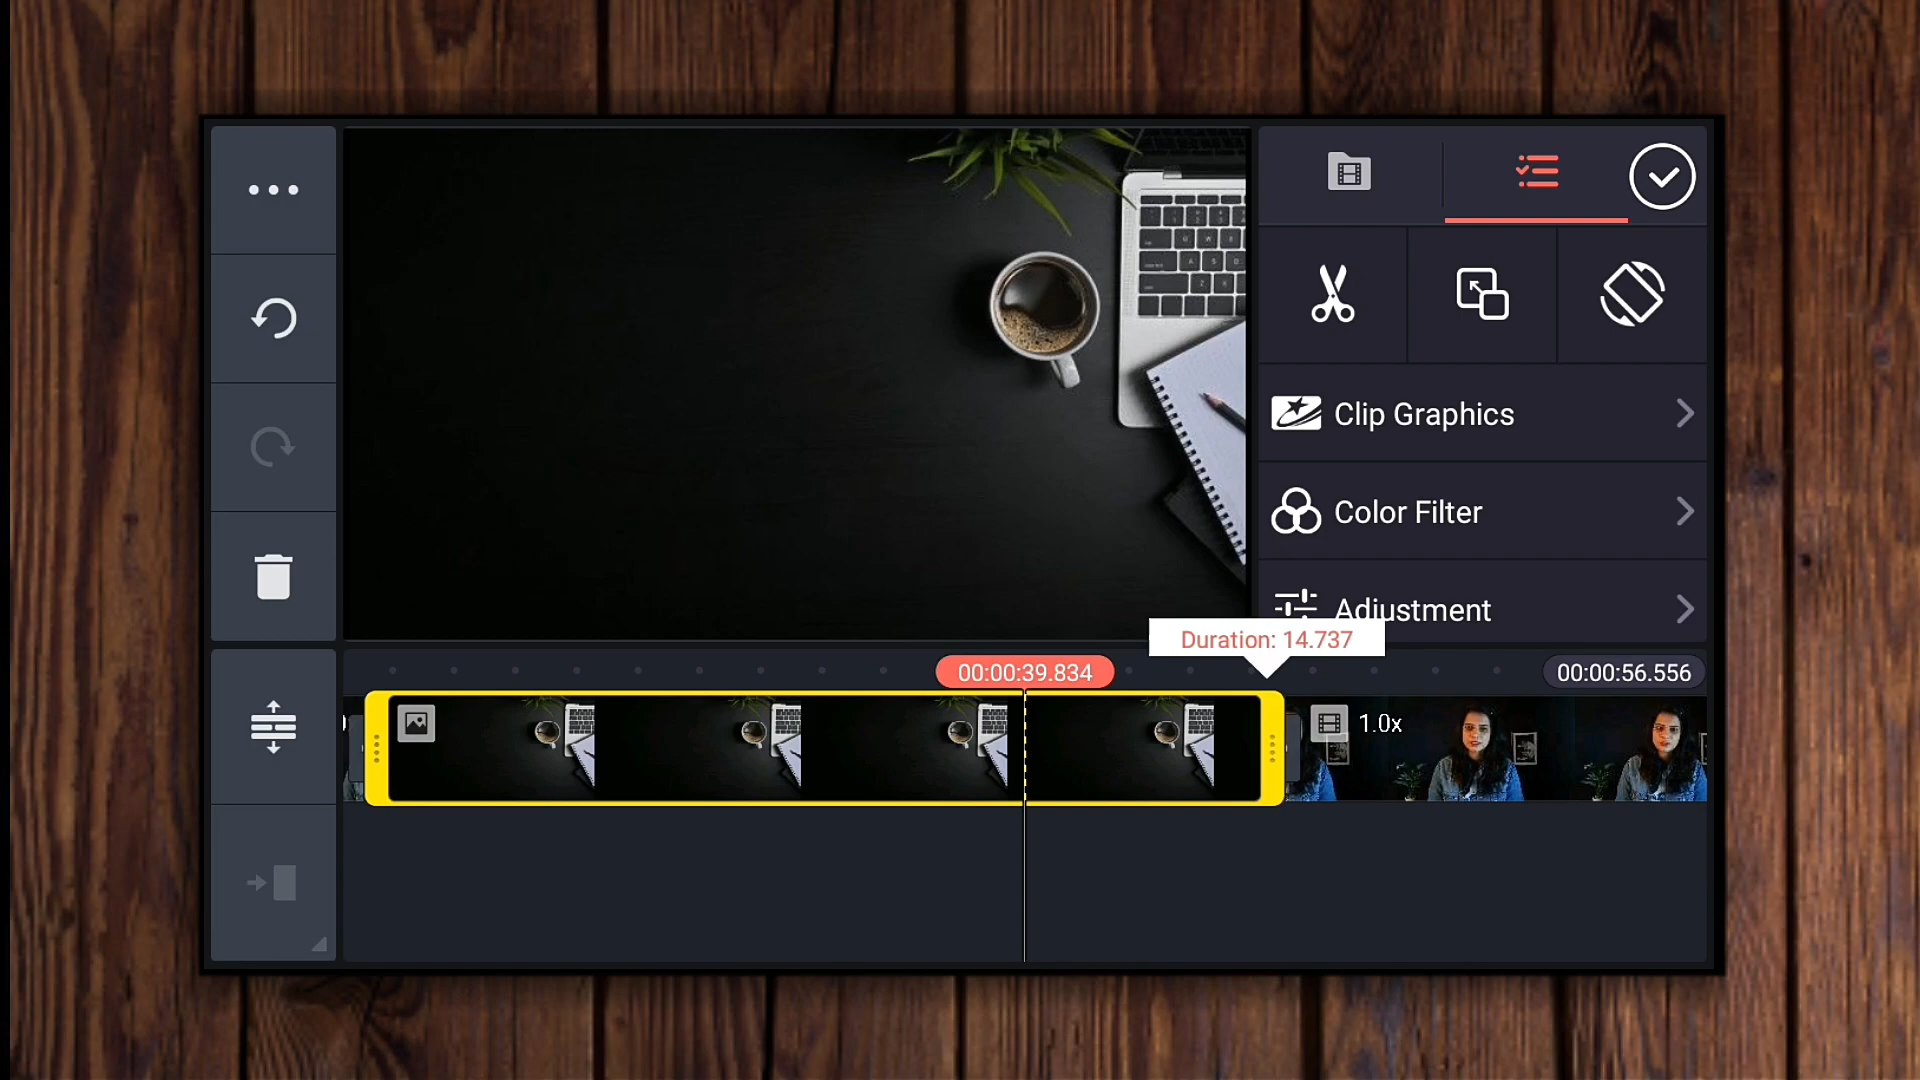 Clip Graphics
Color Filter
Adjustment
Duration: 14.737
00:00:39.834
00:00:56.556
1.0x